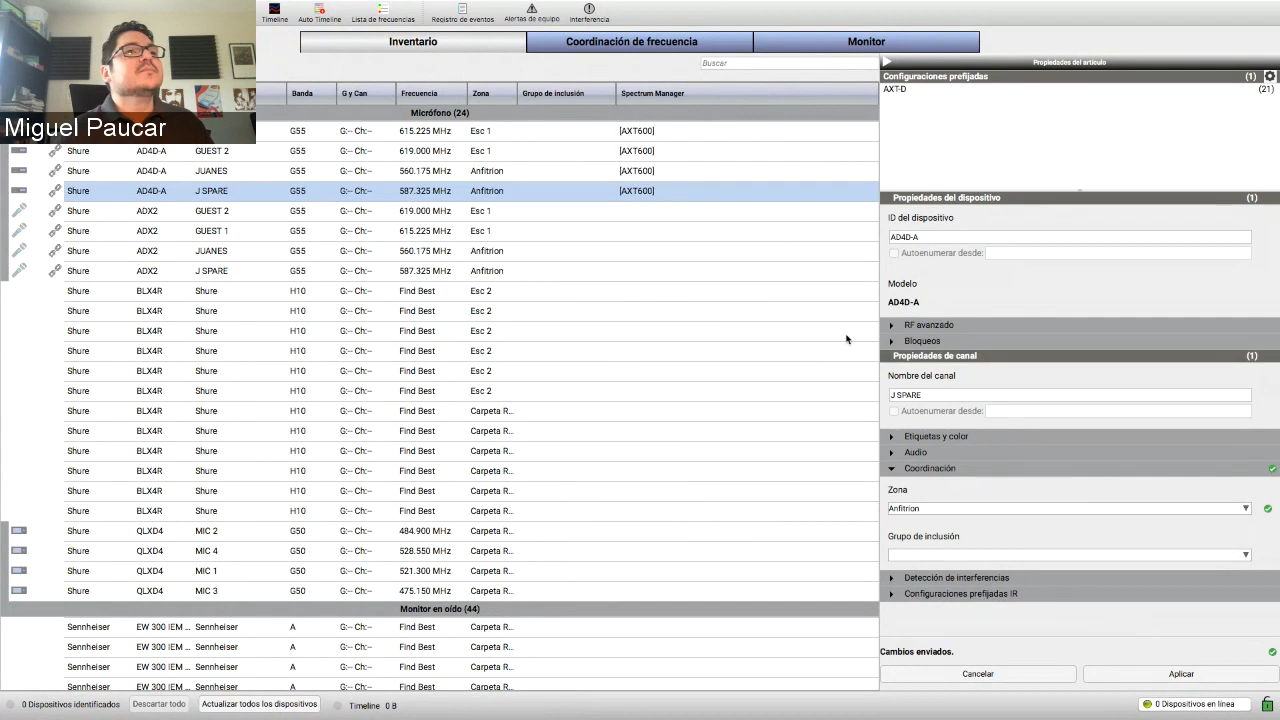 Timeline Auto Timeline Lista de frecuencias Registro de eventos Alertas de equipo Interferencia
Inventario Coordinación de frecuencia Monitor
Buscar
Miguel Paucar
Banda G y Can Frecuencia Zona Grupo de inclusión Spectrum Manager
Micrófono (24)
G55 G:-- Ch:-- 615.225 MHz Esc 1 [AXT600]
Shure AD4D-A GUEST 2 G55 G:-- Ch:-- 619.000 MHz Esc 1 [AXT600]
Shure AD4D-A JUANES G55 G:-- Ch:-- 560.175 MHz Anfitrion [AXT600]
Shure AD4D-A J SPARE G55 G:-- Ch:-- 587.325 MHz Anfitrion [AXT600]
Shure ADX2 GUEST 2 G55 G:-- Ch:-- 619.000 MHz Esc 1
Shure ADX2 GUEST 1 G55 G:-- Ch:-- 615.225 MHz Esc 1
Shure ADX2 JUANES G55 G:-- Ch:-- 560.175 MHz Anfitrion
Shure ADX2 J SPARE G55 G:-- Ch:-- 587.325 MHz Anfitrion
Shure BLX4R Shure H10 G:-- Ch:-- Find Best Esc 2
Shure BLX4R Shure H10 G:-- Ch:-- Find Best Esc 2
Shure BLX4R Shure H10 G:-- Ch:-- Find Best Esc 2
Shure BLX4R Shure H10 G:-- Ch:-- Find Best Esc 2
Shure BLX4R Shure H10 G:-- Ch:-- Find Best Esc 2
Shure BLX4R Shure H10 G:-- Ch:-- Find Best Esc 2
Shure BLX4R Shure H10 G:-- Ch:-- Find Best Carpeta R...
Shure BLX4R Shure H10 G:-- Ch:-- Find Best Carpeta R...
Shure BLX4R Shure H10 G:-- Ch:-- Find Best Carpeta R...
Shure BLX4R Shure H10 G:-- Ch:-- Find Best Carpeta R...
Shure BLX4R Shure H10 G:-- Ch:-- Find Best Carpeta R...
Shure BLX4R Shure H10 G:-- Ch:-- Find Best Carpeta R...
Shure QLXD4 MIC 2 G50 G:-- Ch:-- 484.900 MHz Carpeta R...
Shure QLXD4 MIC 4 G50 G:-- Ch:-- 528.550 MHz Carpeta R...
Shure QLXD4 MIC 1 G50 G:-- Ch:-- 521.300 MHz Carpeta R...
Shure QLXD4 MIC 3 G50 G:-- Ch:-- 475.150 MHz Carpeta R...
Monitor en oído (44)
Sennheiser EW 300 IEM ... Sennheiser A G:-- Ch:-- Find Best Carpeta R...
Sennheiser EW 300 IEM ... Sennheiser A G:-- Ch:-- Find Best Carpeta R...
Sennheiser EW 300 IEM ... Sennheiser A G:-- Ch:-- Find Best Carpeta R...
Sennheiser EW 300 IEM ... Sennheiser A G:-- Ch:-- Find Best Carpeta R...
Propiedades del artículo
Configuraciones prefijadas (1)
AXT-D (21)
Propiedades del dispositivo (1)
ID del dispositivo
AD4D-A
Autoenumerar desde:
Modelo
AD4D-A
RF avanzado
Bloqueos
Propiedades de canal (1)
Nombre del canal
J SPARE
Autoenumerar desde:
Etiquetas y color
Audio
Coordinación
Zona
Anfitrion
Grupo de inclusión
Detección de interferencias
Configuraciones prefijadas IR
Cambios enviados.
Cancelar Aplicar
0 Dispositivos identificados Descartar todo Actualizar todos los dispositivos Timeline 0 B 0 Dispositivos en línea